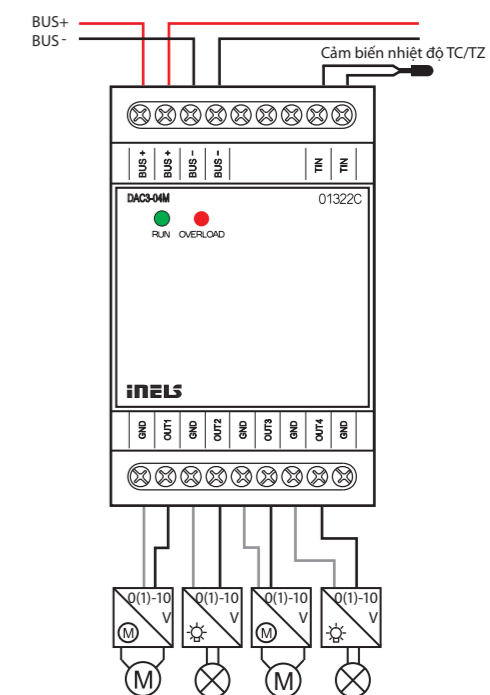 BUS+
BUS -
Cảm biến nhiệt độ TC/TZ
BUS + BUS + BUS - BUS - TIN TIN
DAC3-04M 01322C
RUN OVERLOAD
iNELS
GND OUT1 GND OUT2 GND OUT3 GND OUT4 GND
0(1)-10 0(1)-10 0(1)-10 0(1)-10
V V V V
M M
M M